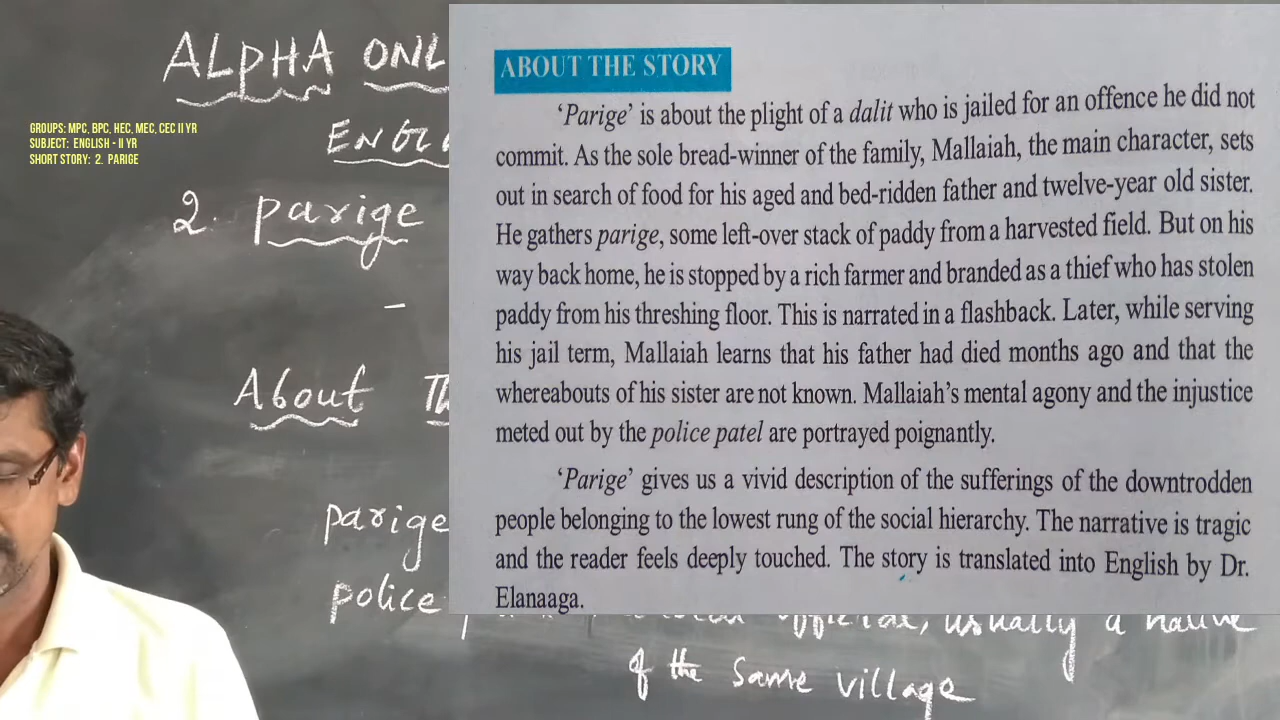 ALPHA ONL
GROUPS: MPC, BPC, HEC, MEC, CEC II YR
SUBJECT: ENGLISH - II YR
SHORT STORY: 2. PARIGE
2. Parige
About
parige
police
ABOUT THE STORY
‘Parige’ is about the plight of a dalit who is jailed for an offence he did not
commit. As the sole bread-winner of the family, Mallaiah, the main character, sets
out in search of food for his aged and bed-ridden father and twelve-year old sister.
He gathers parige, some left-over stack of paddy from a harvested field. But on his
way back home, he is stopped by a rich farmer and branded as a thief who has stolen
paddy from his threshing floor. This is narrated in a flashback. Later, while serving
his jail term, Mallaiah learns that his father had died months ago and that the
whereabouts of his sister are not known. Mallaiah’s mental agony and the injustice
meted out by the police patel are portrayed poignantly.
‘Parige’ gives us a vivid description of the sufferings of the downtrodden
people belonging to the lowest rung of the social hierarchy. The narrative is tragic
and the reader feels deeply touched. The story is translated into English by Dr.
Elanaaga.
official, usually a native
of the same village